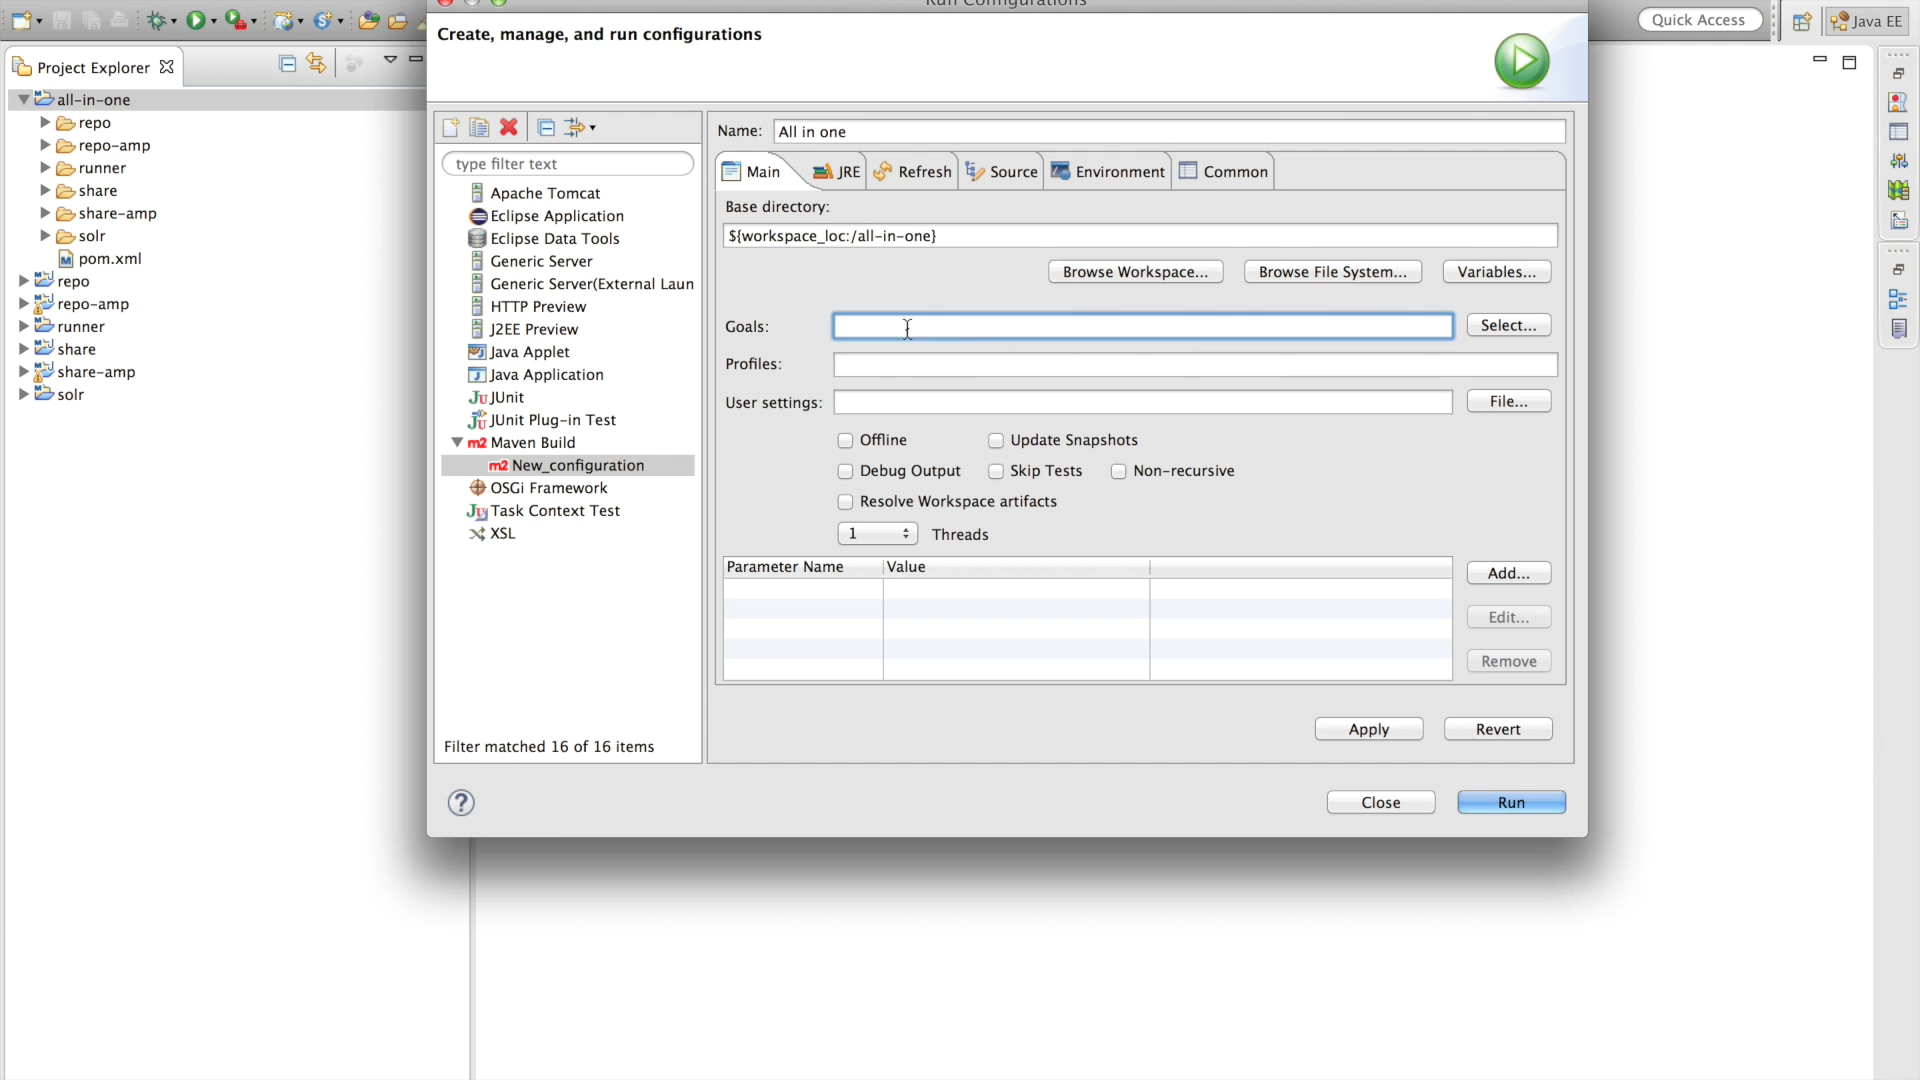 Run Configurations
Quick Access
Java EE
Create, manage, and run configurations
Project Explorer
all-in-one
repo
repo-amp
runner
share
share-amp
solr
pom.xml
repo
repo-amp
runner
share
share-amp
solr
type filter text
Apache Tomcat
Eclipse Application
Eclipse Data Tools
Generic Server
Generic Server(External Laun
HTTP Preview
J2EE Preview
Java Applet
Java Application
Ju JUnit
JUnit Plug-in Test
m2 Maven Build
m2 New_configuration
OSGi Framework
Ju Task Context Test
XSL
Filter matched 16 of 16 items
Name: All in one
Main JRE Refresh Source Environment Common
Base directory:
${workspace_loc:/all-in-one}
Browse Workspace... Browse File System... Variables...
Goals: Select...
Profiles:
User settings: File...
Offline Update Snapshots
Debug Output Skip Tests Non-recursive
Resolve Workspace artifacts
1 Threads
Parameter Name Value
Add...
Edit...
Remove
Apply Revert
? Close Run